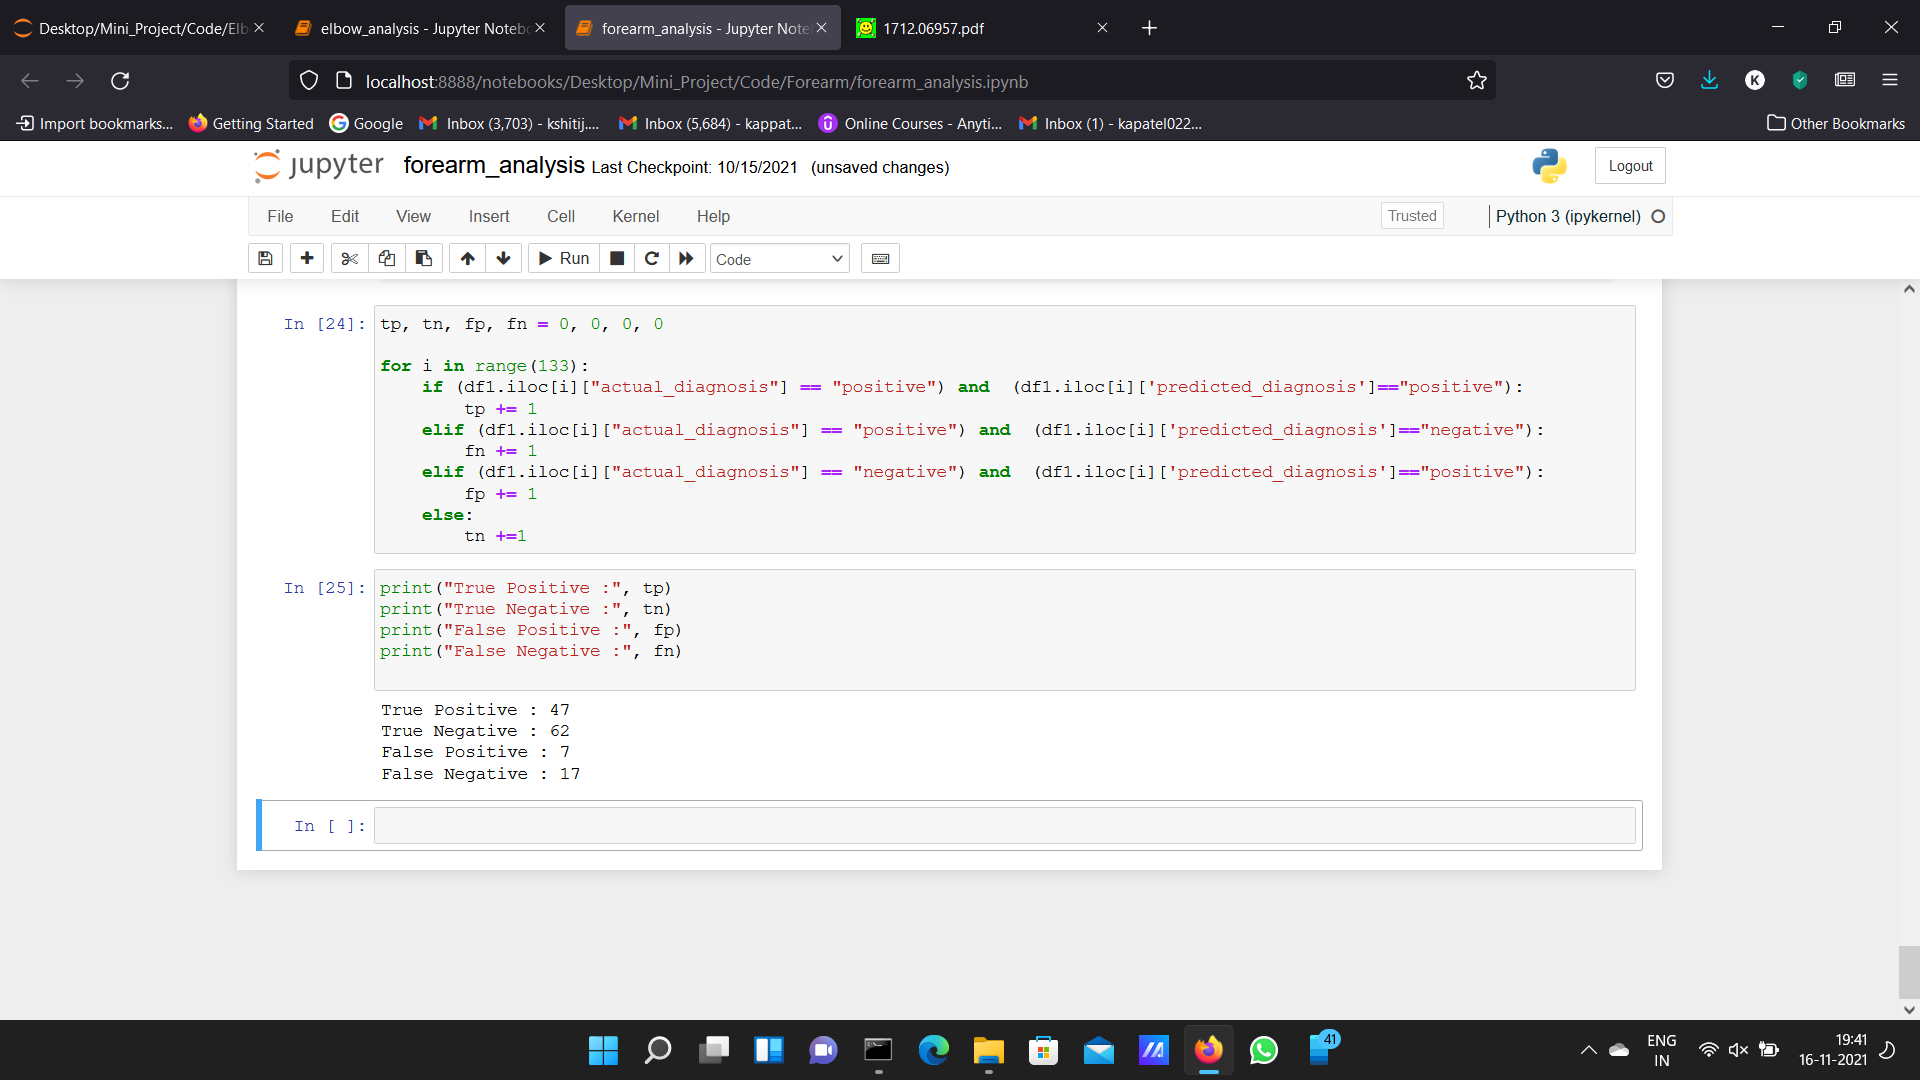 Desktop/Mini_Project/Code/Elb
elbow_analysis - Jupyter Notebo
forearm_analysis - Jupyter Note
1712.06957.pdf
localhost:8888/notebooks/Desktop/Mini_Project/Code/Forearm/forearm_analysis.ipynb
K
Import bookmarks... Getting Started Google Inbox (3,703) - kshitij.... Inbox (5,684) - kappat... Online Courses - Anyti... Inbox (1) - kapatel022... Other Bookmarks
jupyter forearm_analysis Last Checkpoint: 10/15/2021 (unsaved changes) Logout
File Edit View Insert Cell Kernel Help Trusted Python 3 (ipykernel)
Run Code
In [24]: tp, tn, fp, fn = 0, 0, 0, 0
for i in range(133):
    if (df1.iloc[i]["actual_diagnosis"] == "positive") and  (df1.iloc[i]['predicted_diagnosis']=="positive"):
        tp += 1
    elif (df1.iloc[i]["actual_diagnosis"] == "positive") and  (df1.iloc[i]['predicted_diagnosis']=="negative"):
        fn += 1
    elif (df1.iloc[i]["actual_diagnosis"] == "negative") and  (df1.iloc[i]['predicted_diagnosis']=="positive"):
        fp += 1
    else:
        tn +=1
In [25]: print("True Positive :", tp)
print("True Negative :", tn)
print("False Positive :", fp)
print("False Negative :", fn)
True Positive : 47
True Negative : 62
False Positive : 7
False Negative : 17
In [ ]:
41
ENG
IN
19:41
16-11-2021